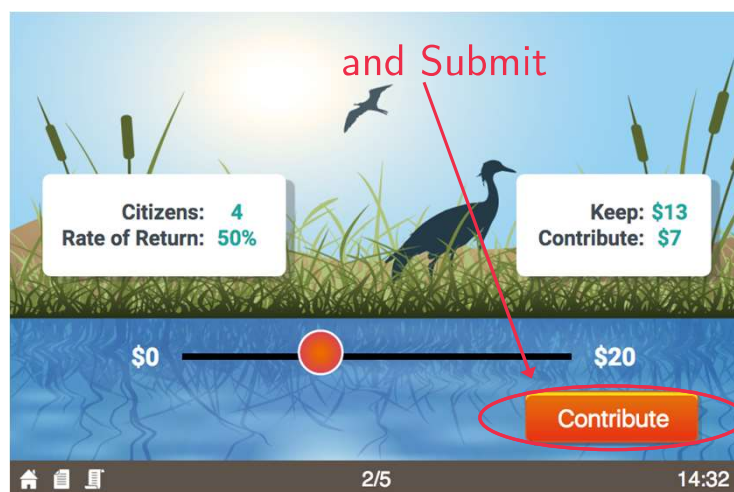 and Submit
Citizens: 4
Rate of Return: 50%
Keep: $13
Contribute: $7
$0
$20
Contribute
2/5
14:32